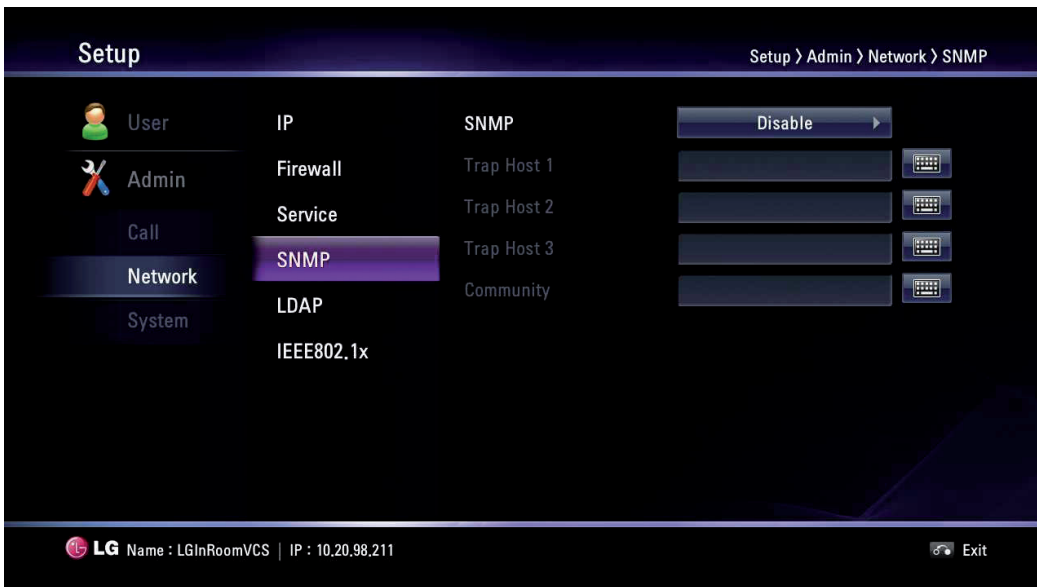 Setup
Setup > Admin > Network > SNMP
User
Admin
Call
Network
System
IP
Firewall
Service
SNMP
LDAP
IEEE802.1x
SNMP Disable
Trap Host 1
Trap Host 2
Trap Host 3
Community
LG Name : LGInRoomVCS | IP : 10.20.98.211
Exit